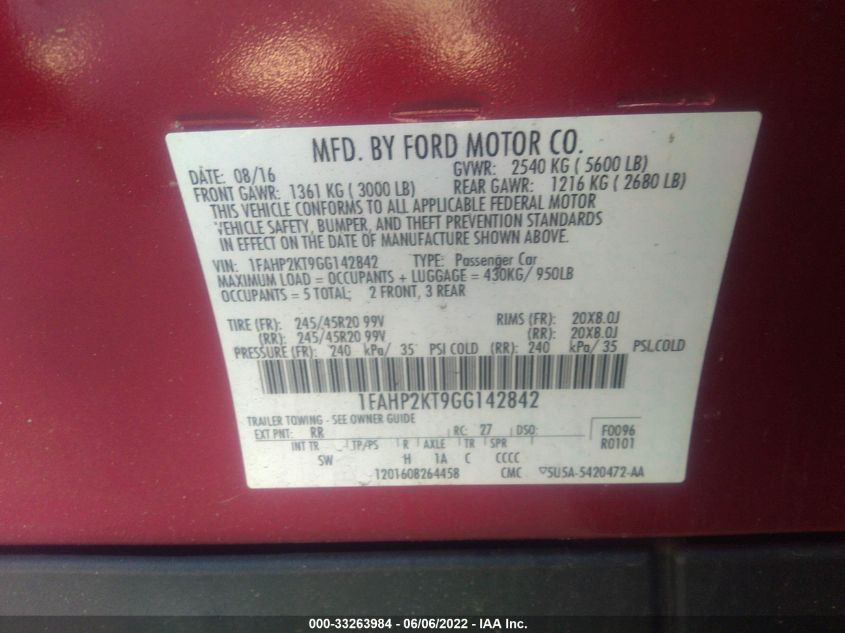 MFD. BY FORD MOTOR CO.
DATE: 08/16 GVWR: 2540 KG ( 5600 LB)
FRONT GAWR: 1361 KG ( 3000 LB) REAR GAWR: 1216 KG ( 2680 LB)
THIS VEHICLE CONFORMS TO ALL APPLICABLE FEDERAL MOTOR
VEHICLE SAFETY, BUMPER, AND THEFT PREVENTION STANDARDS
IN EFFECT ON THE DATE OF MANUFACTURE SHOWN ABOVE.
VIN: 1FAHP2KT9GG142842 TYPE: Passenger Car
MAXIMUM LOAD = OCCUPANTS + LUGGAGE = 430KG/ 950LB
OCCUPANTS = 5 TOTAL; 2 FRONT, 3 REAR
TIRE (FR): 245/45R20 99V RIMS (FR): 20X8.0J
(RR): 245/45R20 99V (RR): 20X8.0J
PRESSURE (FR): 240 kPa/ 35 PSI COLD (RR): 240 kPa/ 35 PSI.COLD
1FAHP2KT9GG142842
TRAILER TOWING - SEE OWNER GUIDE
EXT PNT: RR RC: 27 DSO: F0096
R0101
INT TR TP/PS R AXLE TR SPR
SW H 1A C CCCC
1201608264458 CMC 5U5A-5420472-AA
000-33263984 - 06/06/2022 - IAA Inc.